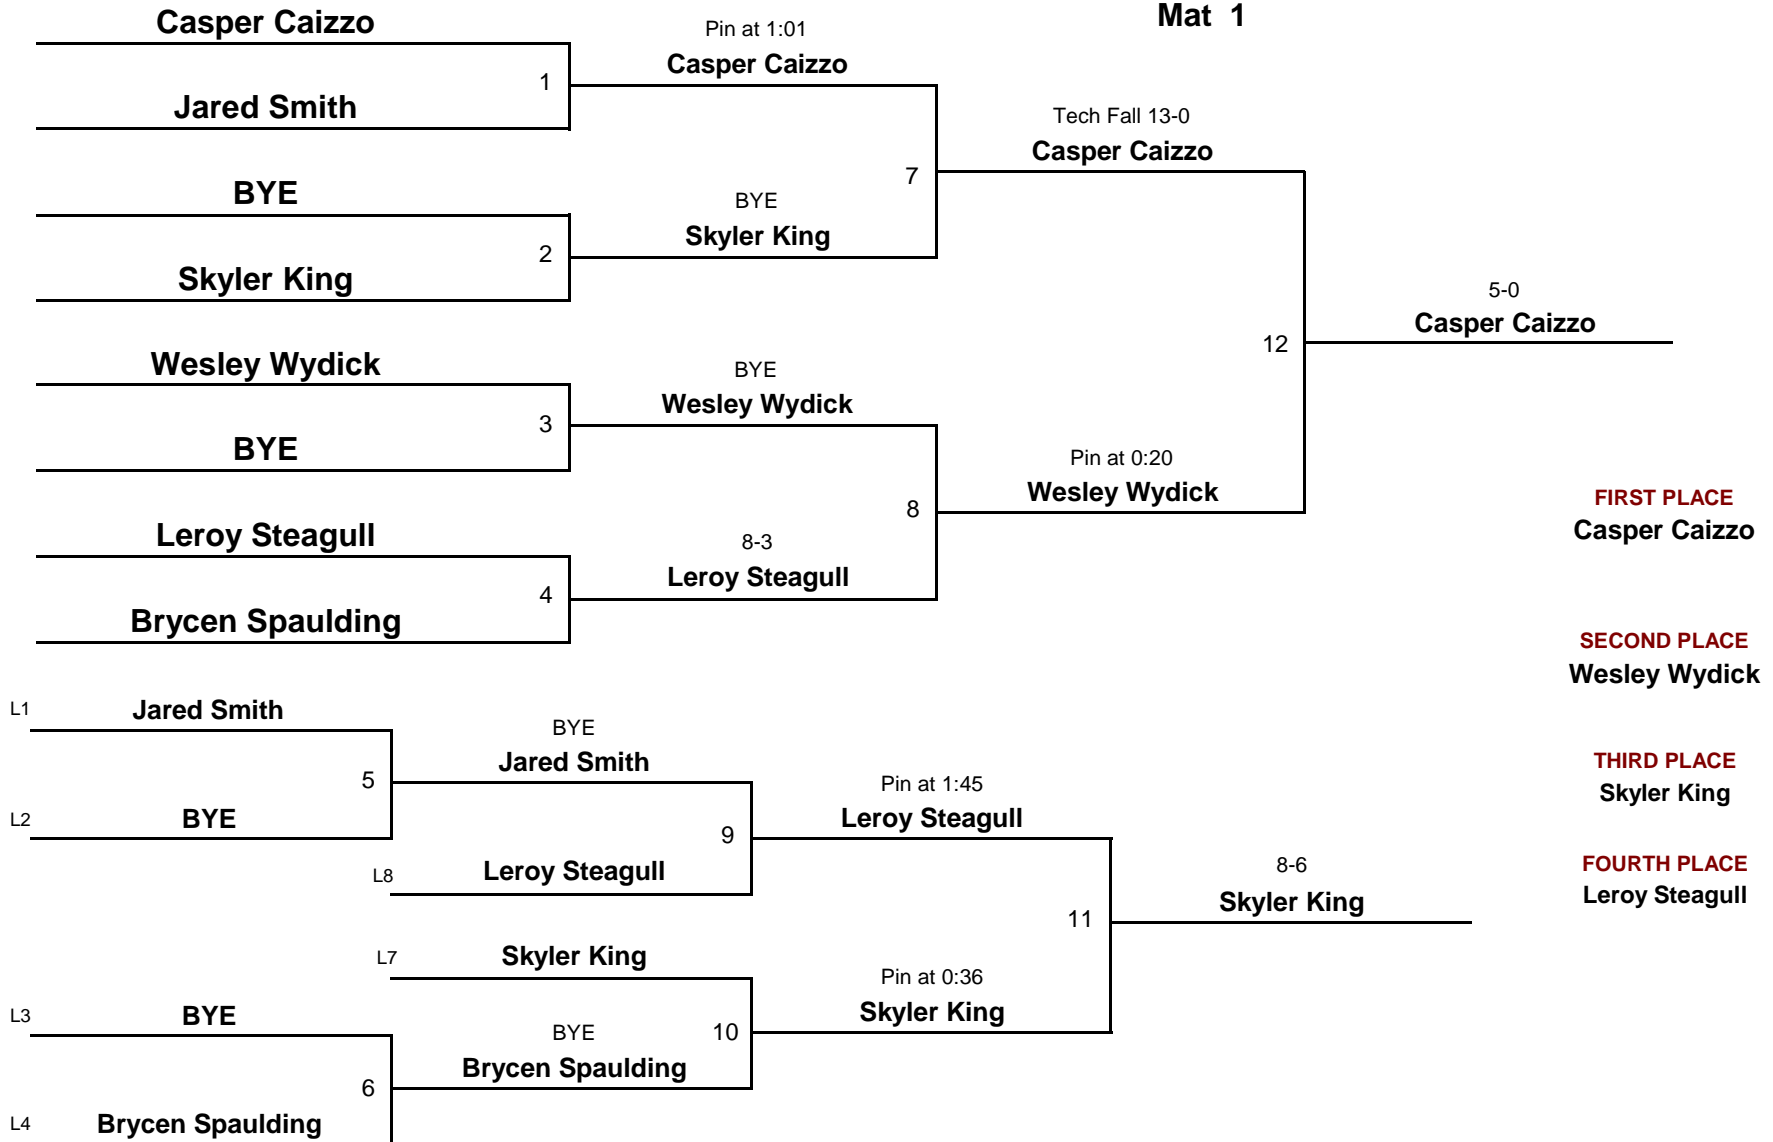 Mat 1
Casper Caizzo
Jared Smith
BYE
Skyler King
Wesley Wydick
BYE
Leroy Steagull
Brycen Spaulding
1
2
3
4
Pin at 1:01
Casper Caizzo
BYE
Skyler King
BYE
Wesley Wydick
8-3
Leroy Steagull
7
8
Tech Fall 13-0
Casper Caizzo
Pin at 0:20
Wesley Wydick
12
5-0
Casper Caizzo
FIRST PLACE
Casper Caizzo
SECOND PLACE
Wesley Wydick
THIRD PLACE
Skyler King
FOURTH PLACE
Leroy Steagull
L1 Jared Smith
L2 BYE
L3 BYE
L4 Brycen Spaulding
5
6
BYE
Jared Smith
L8 Leroy Steagull
L7 Skyler King
BYE
Brycen Spaulding
9
10
Pin at 1:45
Leroy Steagull
Pin at 0:36
Skyler King
11
8-6
Skyler King